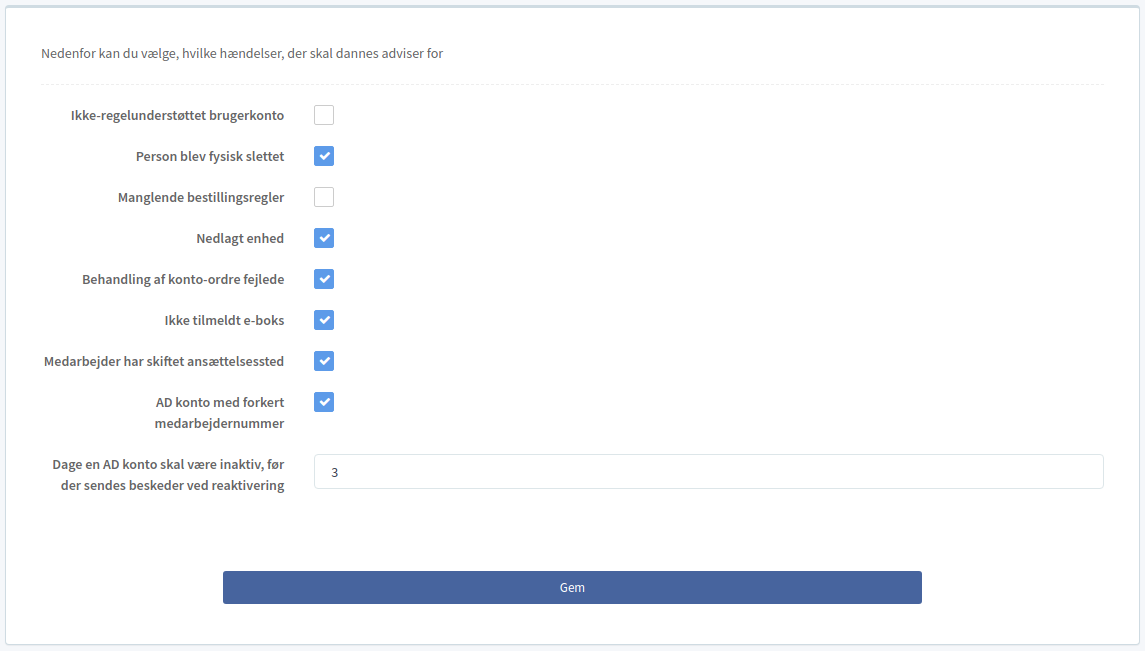 Nedenfor kan du vælge, hvilke hændelser, der skal dannes adviser for
Ikke-regelunderstøttet brugerkonto
Person blev fysisk slettet
Manglende bestillingsregler
Nedlagt enhed
Behandling af konto-ordre fejlede
Ikke tilmeldt e-boks
Medarbejder har skiftet ansættelsessted
AD konto med forkert
medarbejdernummer
Dage en AD konto skal være inaktiv, før
der sendes beskeder ved reaktivering
3
Gem